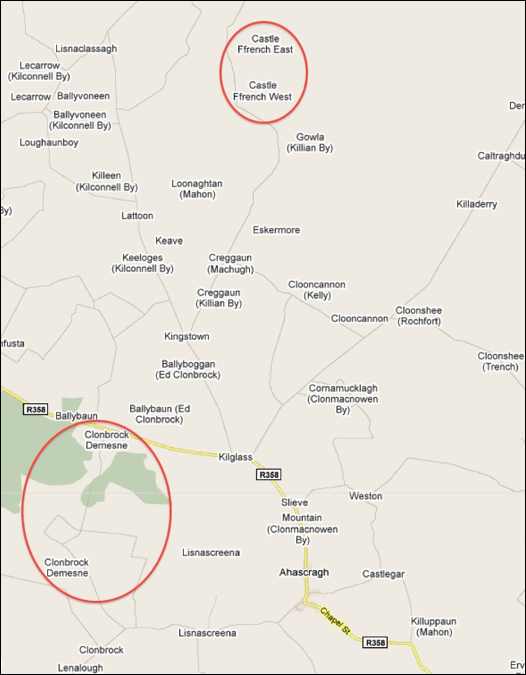 Castle
Ffrench East
Lisnaclassagh
Lecarrow
(Kilconnell By)
Castle
Ffrench West
Lecarrow
Ballyvoneen
Ballyvoneen
(Kilconnell By)
Loughaunboy
Gowla
(Killian By)
Caltraghdu
Killeen
(Kilconnell By)
Loonaghtan
(Mahon)
Killaderry
By)
Lattoon
Eskermore
Keave
Keeloges
(Kilconnell By)
Creggaun
(Machugh)
Clooncannon
(Kelly)
Creggaun
(Killian By)
Clooncannon
Cloonshee
(Rochfort)
Kingstown
nfusta
Cloonshee
(Trench)
Ballyboggan
(Ed Clonbrock)
Cornamucklagh
(Clonmacnowen
By)
R358
Ballybaun
Ballybaun (Ed
Clonbrock)
Clonbrock
Demesne
Kilglass
R358
Weston
Slieve
Mountain
(Clonmacnowen
By)
Lisnascreena
Clonbrock
Demesne
Ahascragh
Castlegar
Chapel St
Killuppaun
(Mahon)
Lisnascreena
R358
Clonbrock
Lenalough